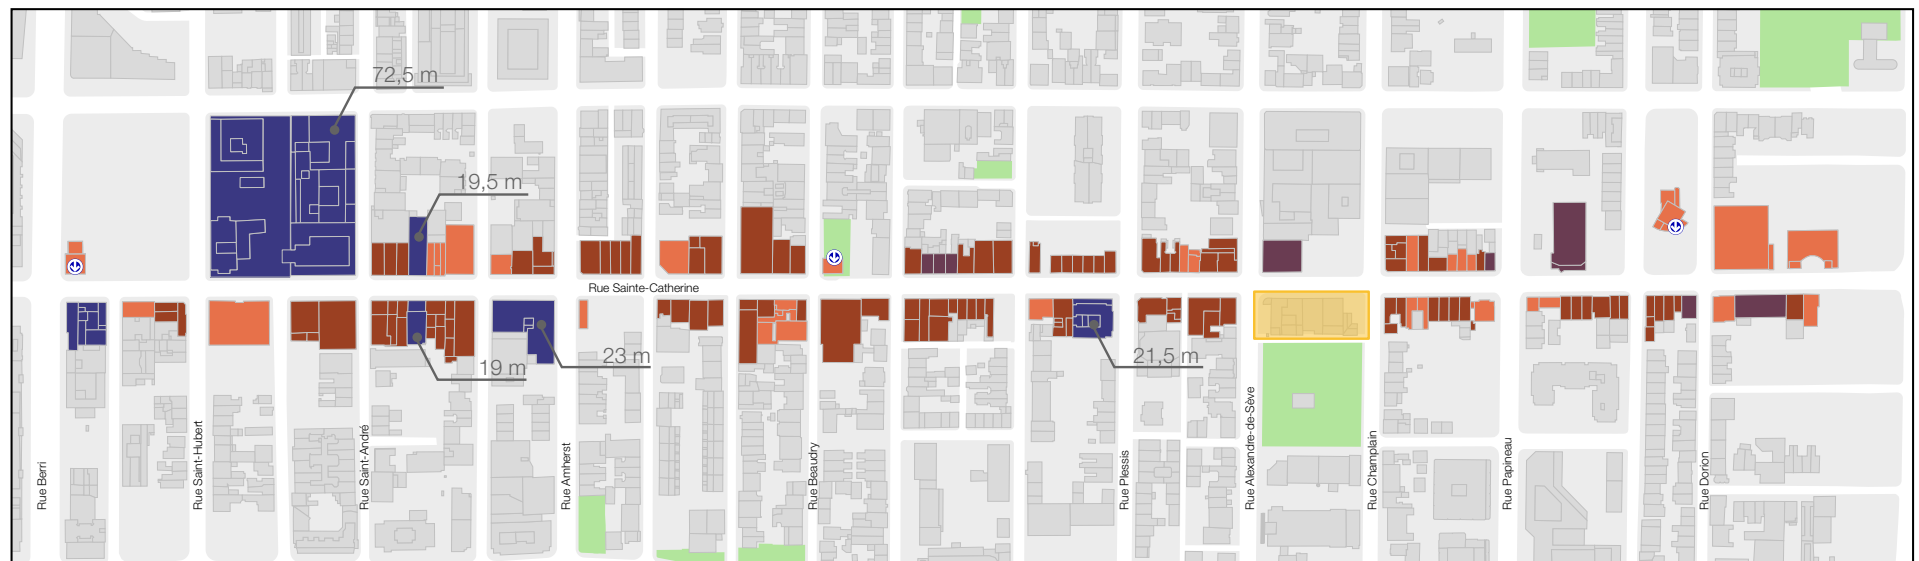 72,5 m
19,5 m
Rue Sainte-Catherine
23 m
21,5 m
19 m
Rue Berri
Rue Saint-Hubert
Rue Saint-André
Rue Amherst
Rue Beaudry
Rue Plessis
Rue Alexandre-de-Sève
Rue Champlain
Rue Papineau
Rue Dorion